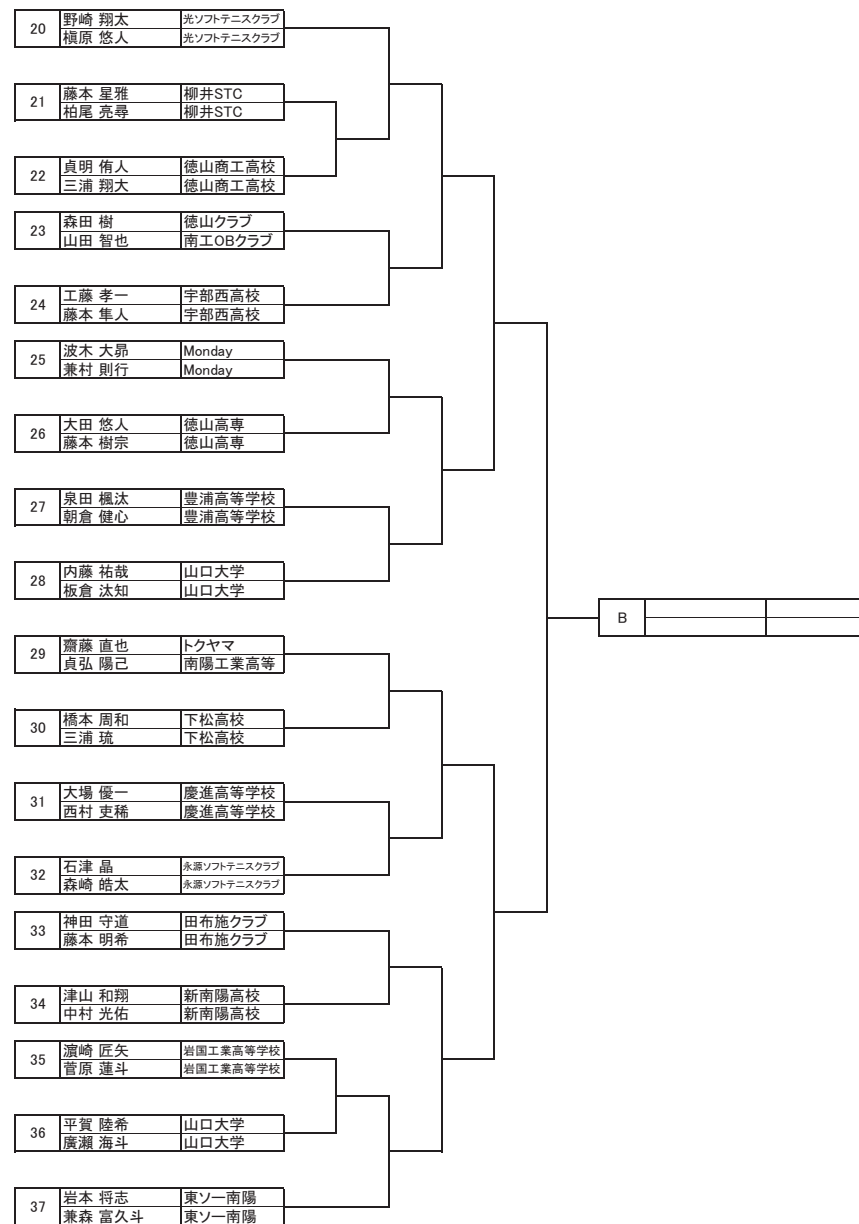 20 野崎 翔太 光ソフトテニスクラブ
槇原 悠人 光ソフトテニスクラブ
21 藤本 星雅 柳井STC
柏尾 亮尋 柳井STC
22 貞明 侑人 徳山商工高校
三浦 翔大 徳山商工高校
23 森田 樹 徳山クラブ
山田 智也 南工OBクラブ
24 工藤 孝一 宇部西高校
藤本 隼人 宇部西高校
25 波木 大昴 Monday
兼村 則行 Monday
26 大田 悠人 徳山高専
藤本 樹宗 徳山高専
27 泉田 楓汰 豊浦高等学校
朝倉 健心 豊浦高等学校
28 内藤 祐哉 山口大学
板倉 汰知 山口大学
B
29 齋藤 直也 トクヤマ
貞弘 陽己 南陽工業高等
30 橋本 周和 下松高校
三浦 琉 下松高校
31 大場 優一 慶進高等学校
西村 吏稀 慶進高等学校
32 石津 晶 永源ソフトテニスクラブ
森崎 皓太 永源ソフトテニスクラブ
33 神田 守道 田布施クラブ
藤本 明希 田布施クラブ
34 津山 和翔 新南陽高校
中村 光佑 新南陽高校
35 濵崎 匠矢 岩国工業高等学校
菅原 蓮斗 岩国工業高等学校
36 平賀 陸希 山口大学
廣瀬 海斗 山口大学
37 岩本 将志 東ソー南陽
兼森 富久斗 東ソー南陽